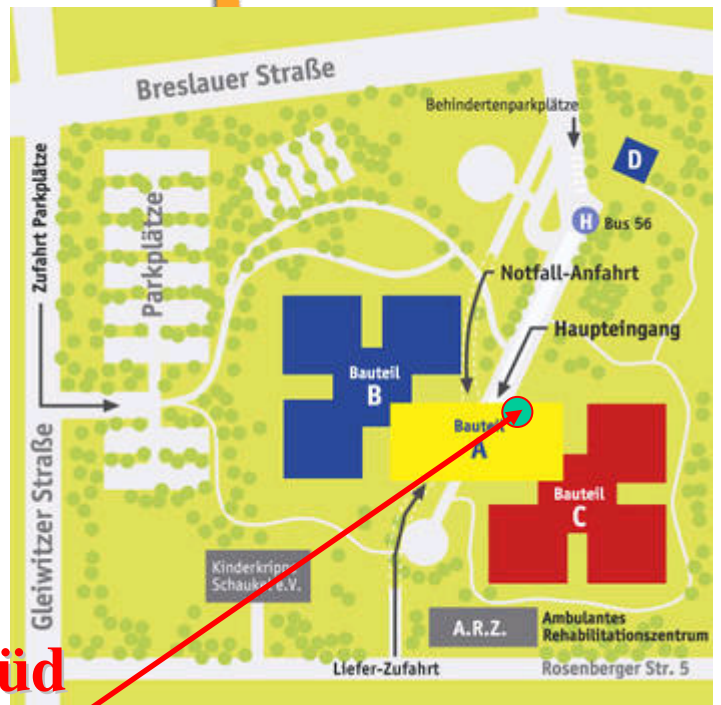 Breslauer Straße
Behindertenparkplätze
Zufahrt Parkplätze
Parkplätze
D
H Bus 56
Notfall-Anfahrt
Haupteingang
Bauteil
B
Bauteil
A
Bauteil
C
Gleiwitzer Straße
Kinderkrippe
Schaukel e.V.
A.R.Z.
Ambulantes
Rehabilitationszentrum
Liefer-Zufahrt
Rosenberger Str. 5
üd